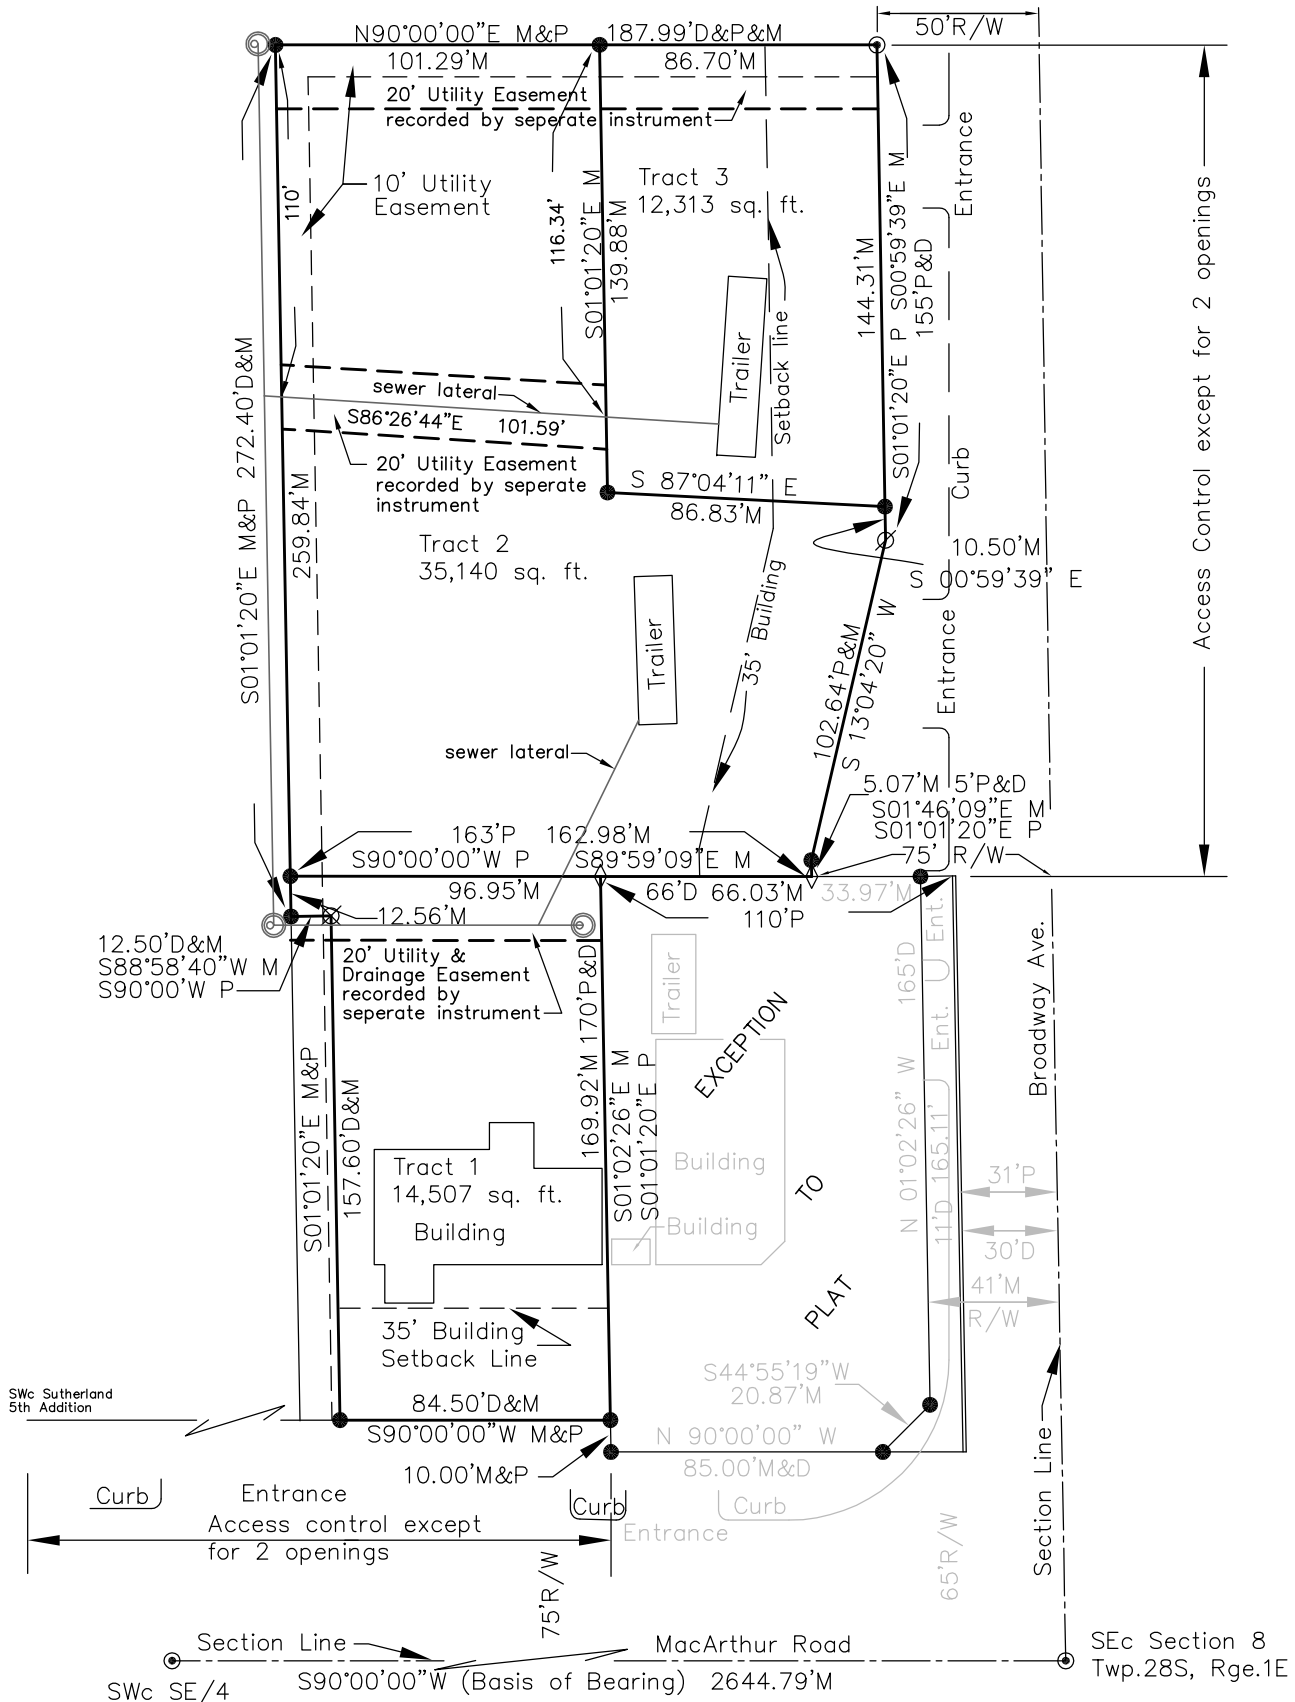 50'R/W
N90°00'00"E M&P
187.99'D&P&M
101.29'M
86.70'M
20' Utility Easement
recorded by seperate instrument
10' Utility
Easement
110'
116.34'
S01°01'20"E M
139.88'M
Tract 3
12,313 sq. ft.
144.31'M
S01°01'20"E P S00°59'39"E M
155'P&D
Entrance
Access Control except for 2 openings
Trailer
Setback line
sewer lateral
S86°26'44"E
101.59'
20' Utility Easement
recorded by seperate
instrument
S01°01'20"E M&P 272.40'D&M
259.84'M
S 87°04'11" E
86.83'M
Curb
Tract 2
35,140 sq. ft.
10.50'M
S 00°59'39" E
35' Building
Trailer
102.64'P&M
S 13°04'20" W
Entrance
sewer lateral
5.07'M 5'P&D
S01°46'09"E M
S01°01'20"E P
75' R/W
163'P 162.98'M
S90°00'00"W P
S89°59'09"E M
96.95'M
66'D 66.03'M
33.97'M
110'P
12.56'M
12.50'D&M
S88°58'40"W M
S90°00'W P
20' Utility &
Drainage Easement
recorded by
seperate instrument
Trailer
EXCEPTION
TO
PLAT
165'D
Ent.
Ent.
Broadway Ave.
169.92'M 170'P&D
S01°02'26"E M
S01°01'20"E P
S01°01'20"E M&P
157.60'D&M
Tract 1
14,507 sq. ft.
Building
Building
Building
N 01°02'26" W
11'D 165.11'
31'P
30'D
41'M
R/W
35' Building
Setback Line
S44°55'19"W
20.87'M
SWc Sutherland
5th Addition
84.50'D&M
S90°00'00"W M&P
10.00'M&P
N 90°00'00" W
85.00'M&D
Section Line
Curb
Entrance
Curb
Curb
Entrance
Access control except
for 2 openings
75'R/W
65'R/W
Section Line
MacArthur Road
SEc Section 8
Twp.28S, Rge.1E
S90°00'00"W (Basis of Bearing) 2644.79'M
SWc SE/4